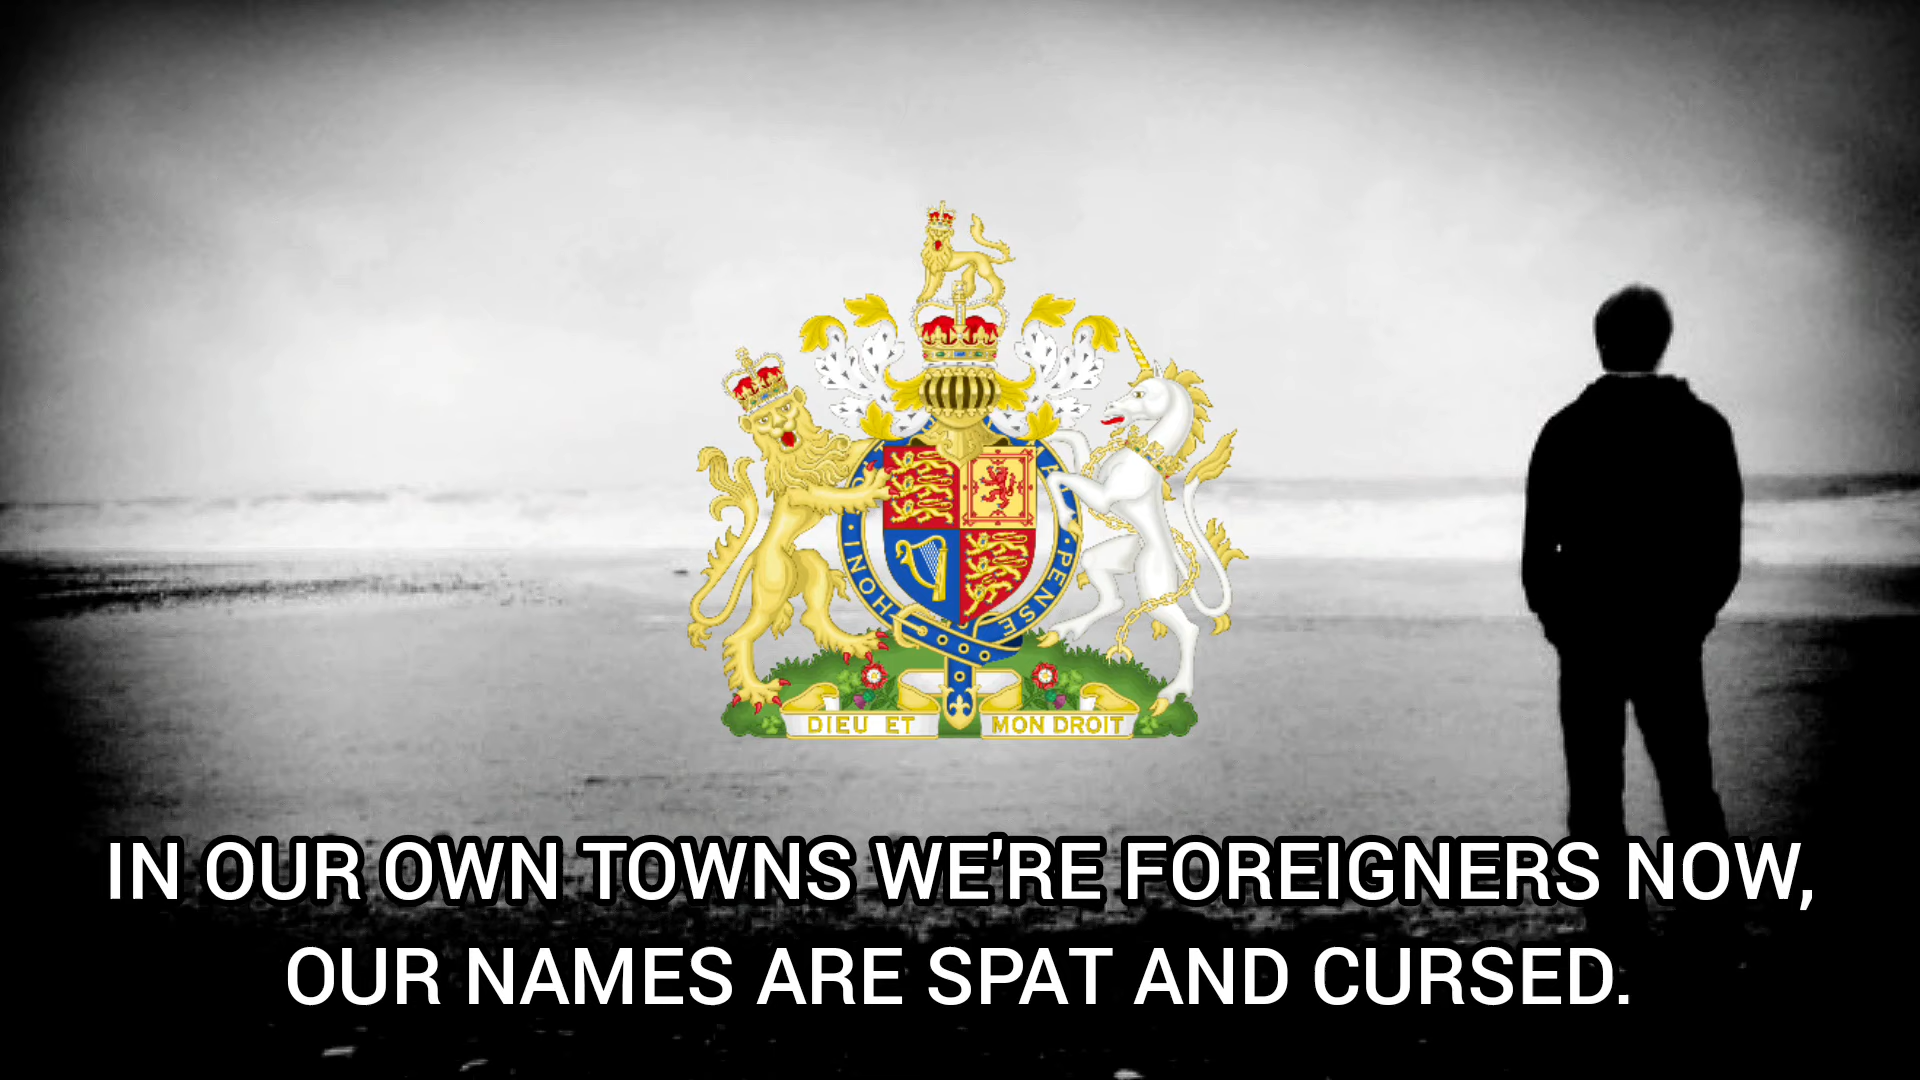 HONI
PENSE
DIEU ET MON DROIT
IN OUR OWN TOWNS WE'RE FOREIGNERS NOW,
OUR NAMES ARE SPAT AND CURSED.